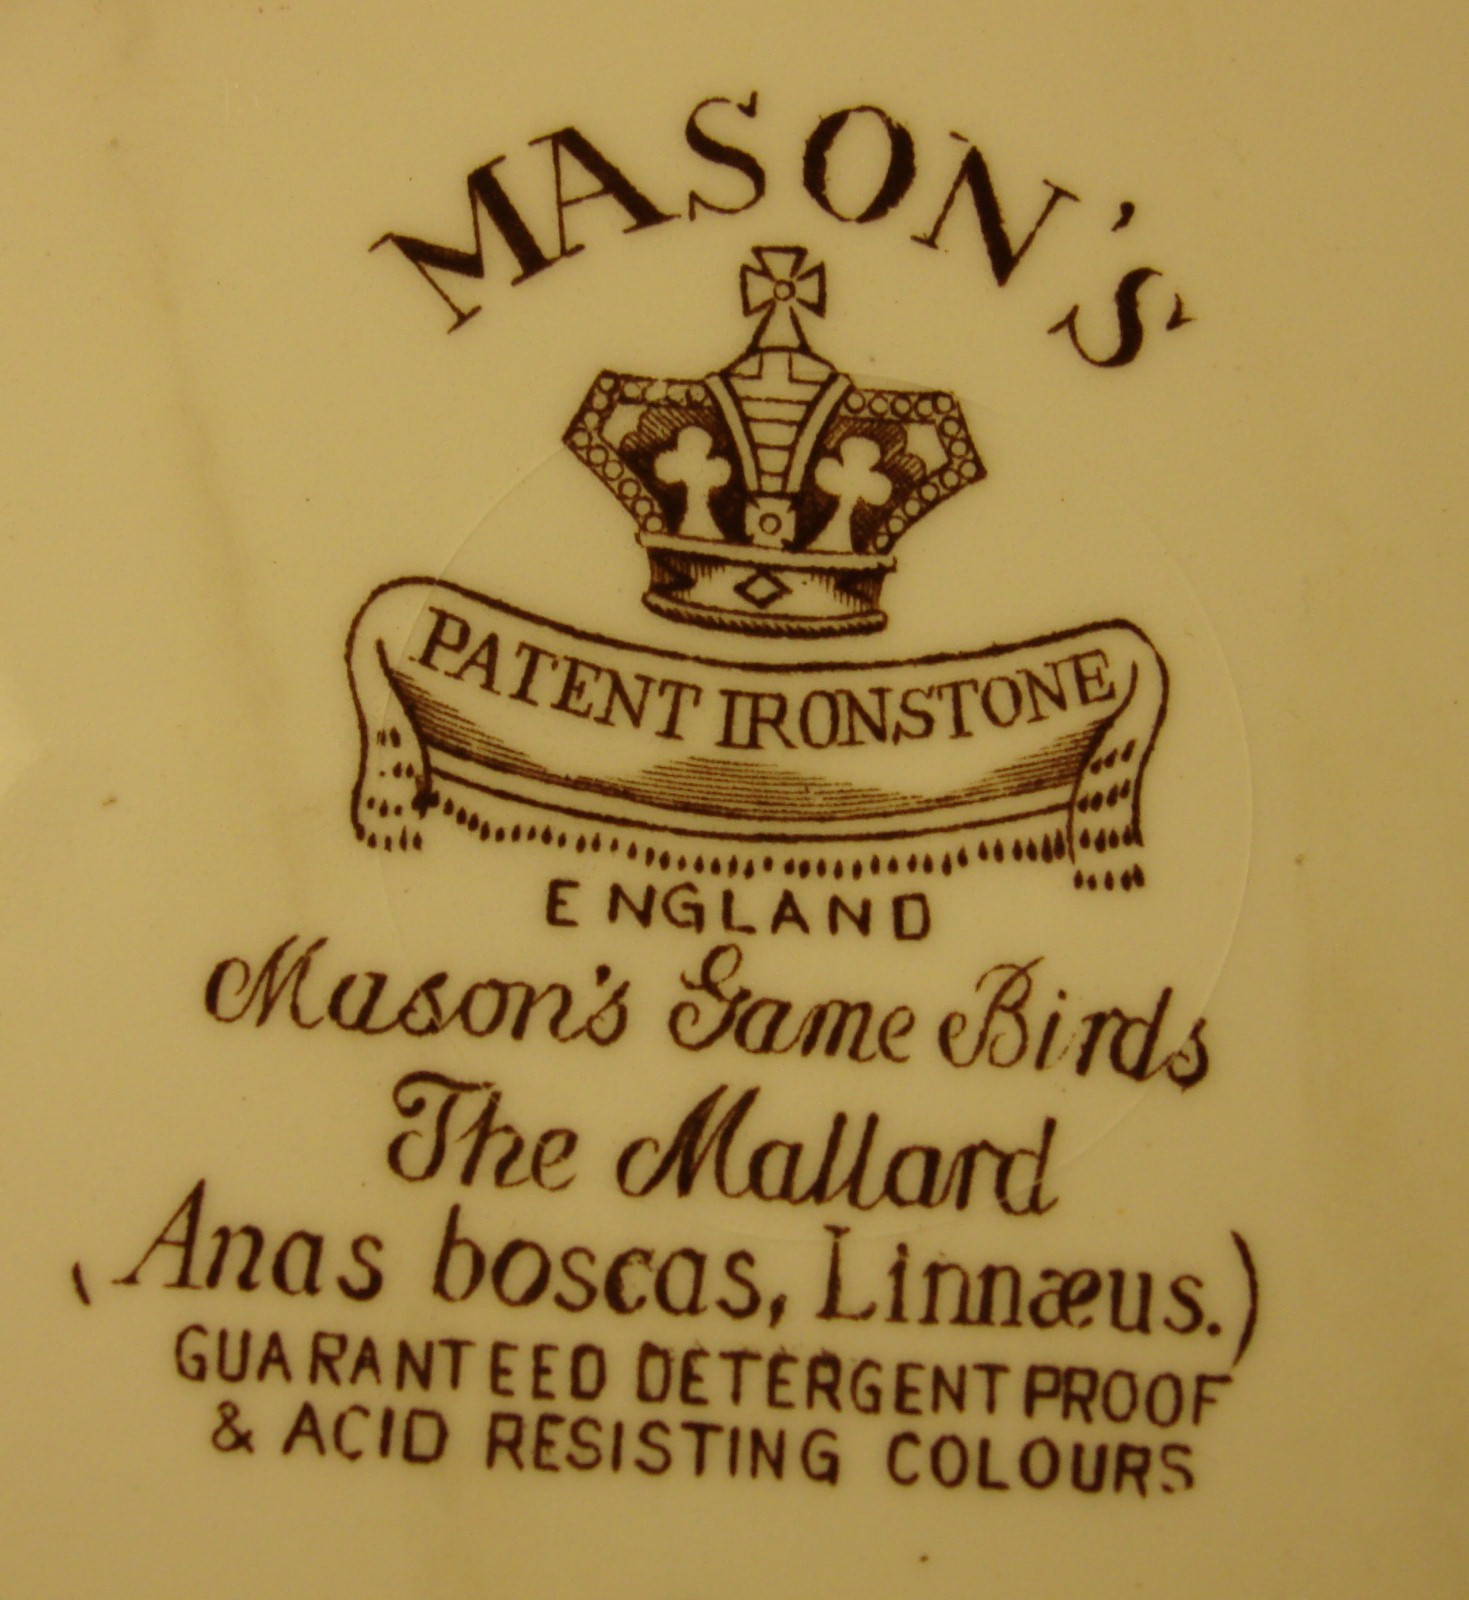 MASON'S
PATENT IRONSTONE
ENGLAND
Mason's Game Birds
The Mallard
(Anas boscas, Linnæus.)
GUARANTEED DETERGENT PROOF
& ACID RESISTING COLOURS